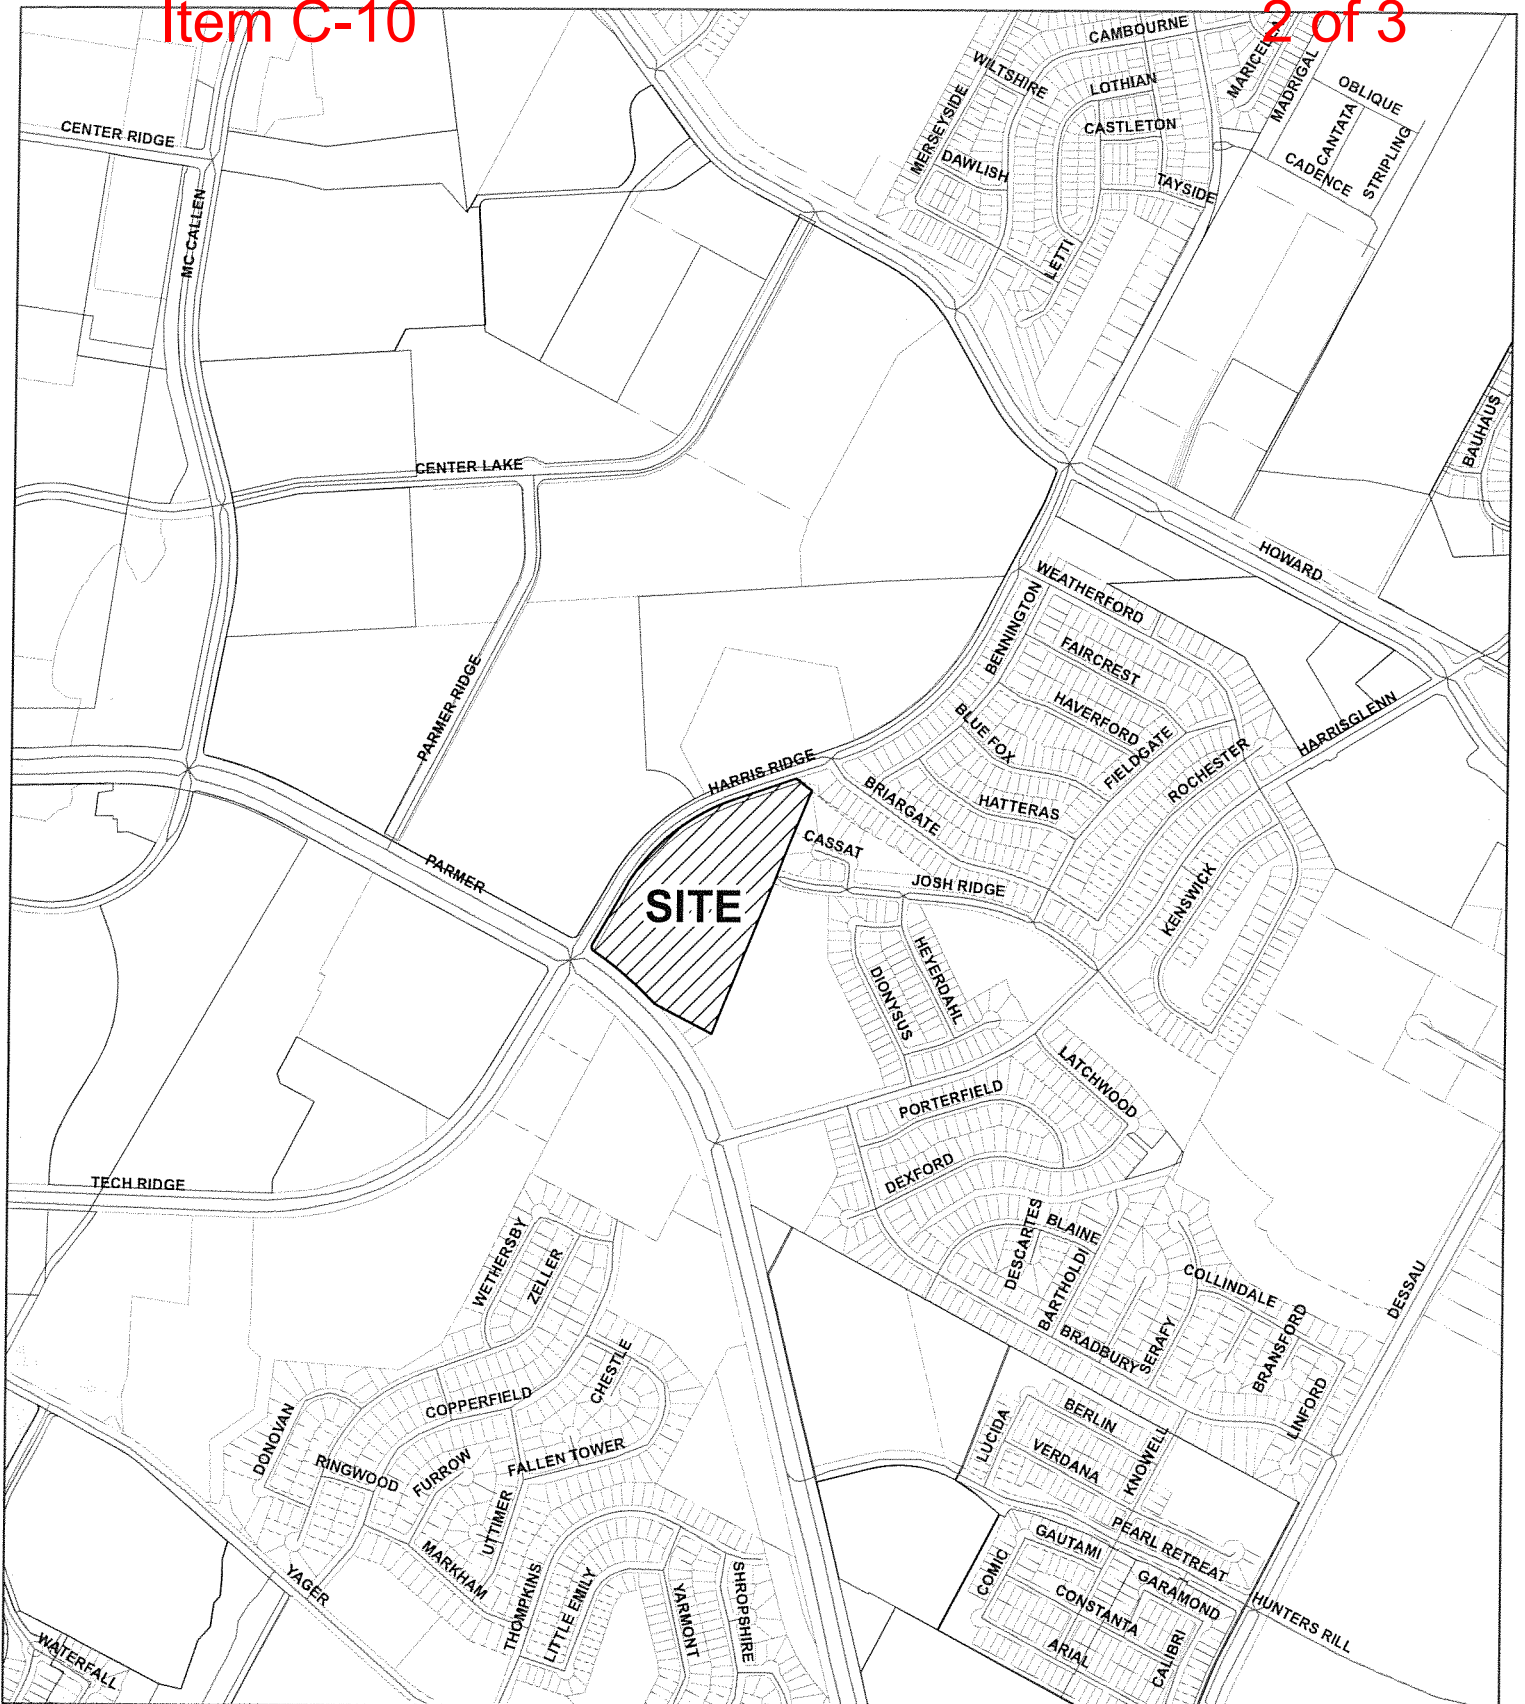 Item C-10
2 of 3
CAMBOURNE
WILTSHIRE
LOTHIAN
MARICELLA
MADRIGAL
OBLIQUE
MERSEYSIDE
CASTLETON
CANTATA
STRIPLING
CENTER RIDGE
DAWLISH
CADENCE
TAYSIDE
MC CALLEN
LETTI
BAUHAUS
CENTER LAKE
HOWARD
WEATHERFORD
BENNINGTON
FAIRCREST
PARMER RIDGE
HAVERFORD
BLUE FOX
FIELDGATE
HARRISGLENN
ROCHESTER
HARRIS RIDGE
BRIARGATE
HATTERAS
CASSAT
PARMER
JOSH RIDGE
SITE
KENSWICK
HEYERDAHL
DIONYSUS
LATCHWOOD
PORTERFIELD
DEXFORD
TECH RIDGE
WETHERSBY
ZELLER
DESCARTES
BLAINE
BARTHOLDI
COLLINDALE
DESSAU
BRADBURY
SERAFY
BRANSFORD
CHESTLE
COPPERFIELD
LINFORD
DONOVAN
BERLIN
LUCIDA
VERDANA
KNOWELL
RINGWOOD
FURROW
FALLEN TOWER
UTTIMER
PEARL RETREAT
GAUTAMI
MARKHAM
COMIC
GARAMOND
YAGER
THOMPKINS
LITTLE EMILY
YARMONT
SHROPSHIRE
CONSTANTA
HUNTERS RILL
WATERFALL
ARIAL
CALIBRI